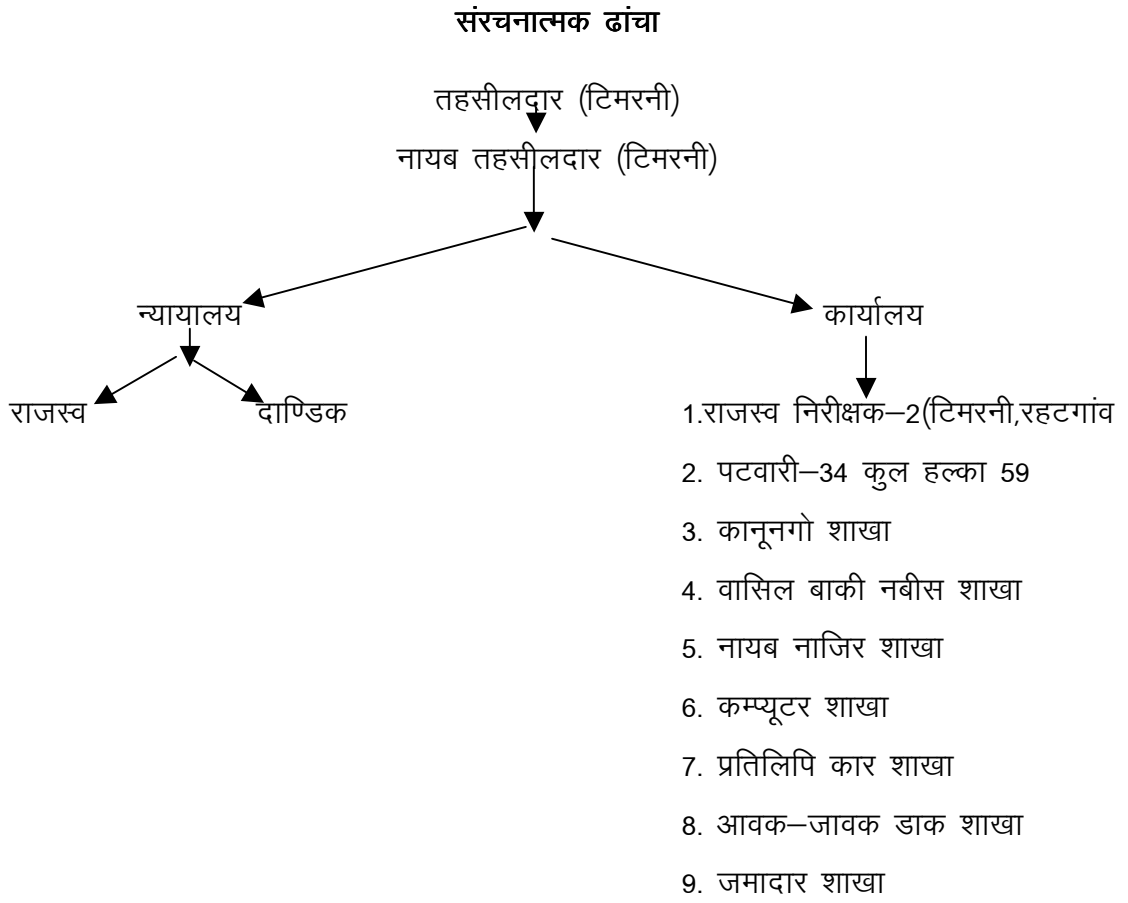 संरचनात्मक ढांचा
तहसीलदार (टिमरनी)
नायब तहसीलदार (टिमरनी)
न्यायालय कार्यालय
राजस्व दाण्डिक 1.राजस्व निरीक्षक–2(टिमरनी,रहटगांव
2. पटवारी–34 कुल हल्का 59
3. कानूनगो शाखा
4. वासिल बाकी नबीस शाखा
5. नायब नाजिर शाखा
6. कम्प्यूटर शाखा
7. प्रतिलिपि कार शाखा
8. आवक–जावक डाक शाखा
9. जमादार शाखा